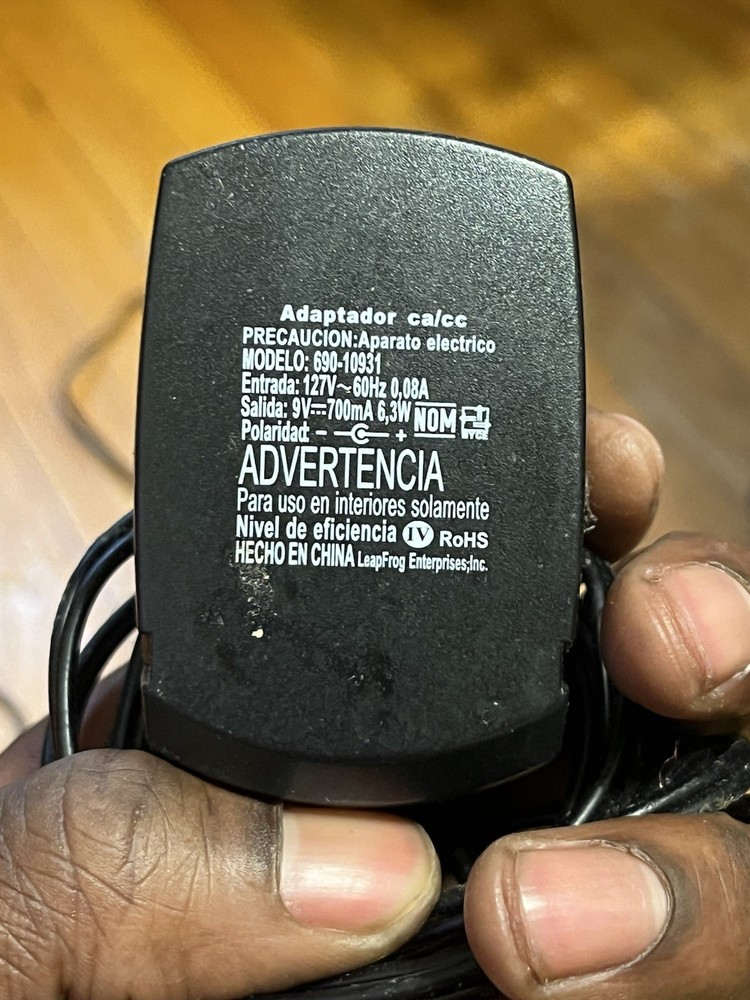 Adaptador ca/cc
PRECAUCION:Aparato electrico
MODELO: 690-10931
Entrada: 127V～60Hz 0,08A
Salida: 9V⎓700mA 6,3W NOM NYCE
Polaridad: - +
ADVERTENCIA
Para uso en interiores solamente
Nivel de eficiencia IV RoHS
HECHO EN CHINA LeapFrog Enterprises,Inc.